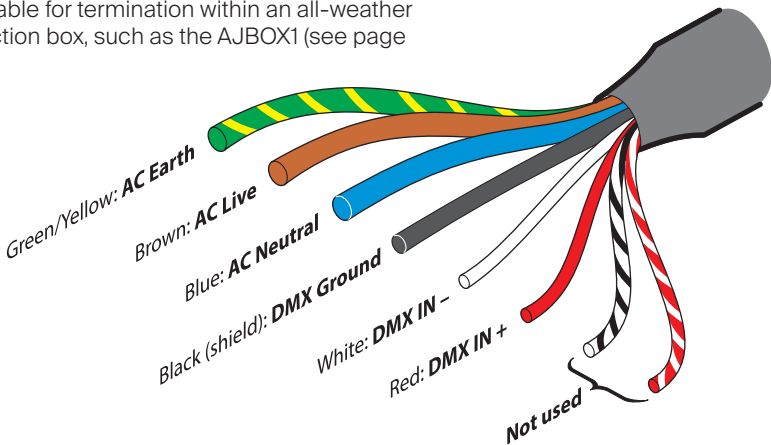 able for termination within an all-weather
ction box, such as the AJBOX1 (see page
Green/Yellow: AC Earth
Brown: AC Live
Blue: AC Neutral
Black (shield): DMX Ground
White: DMX IN –
Red: DMX IN +
Not used